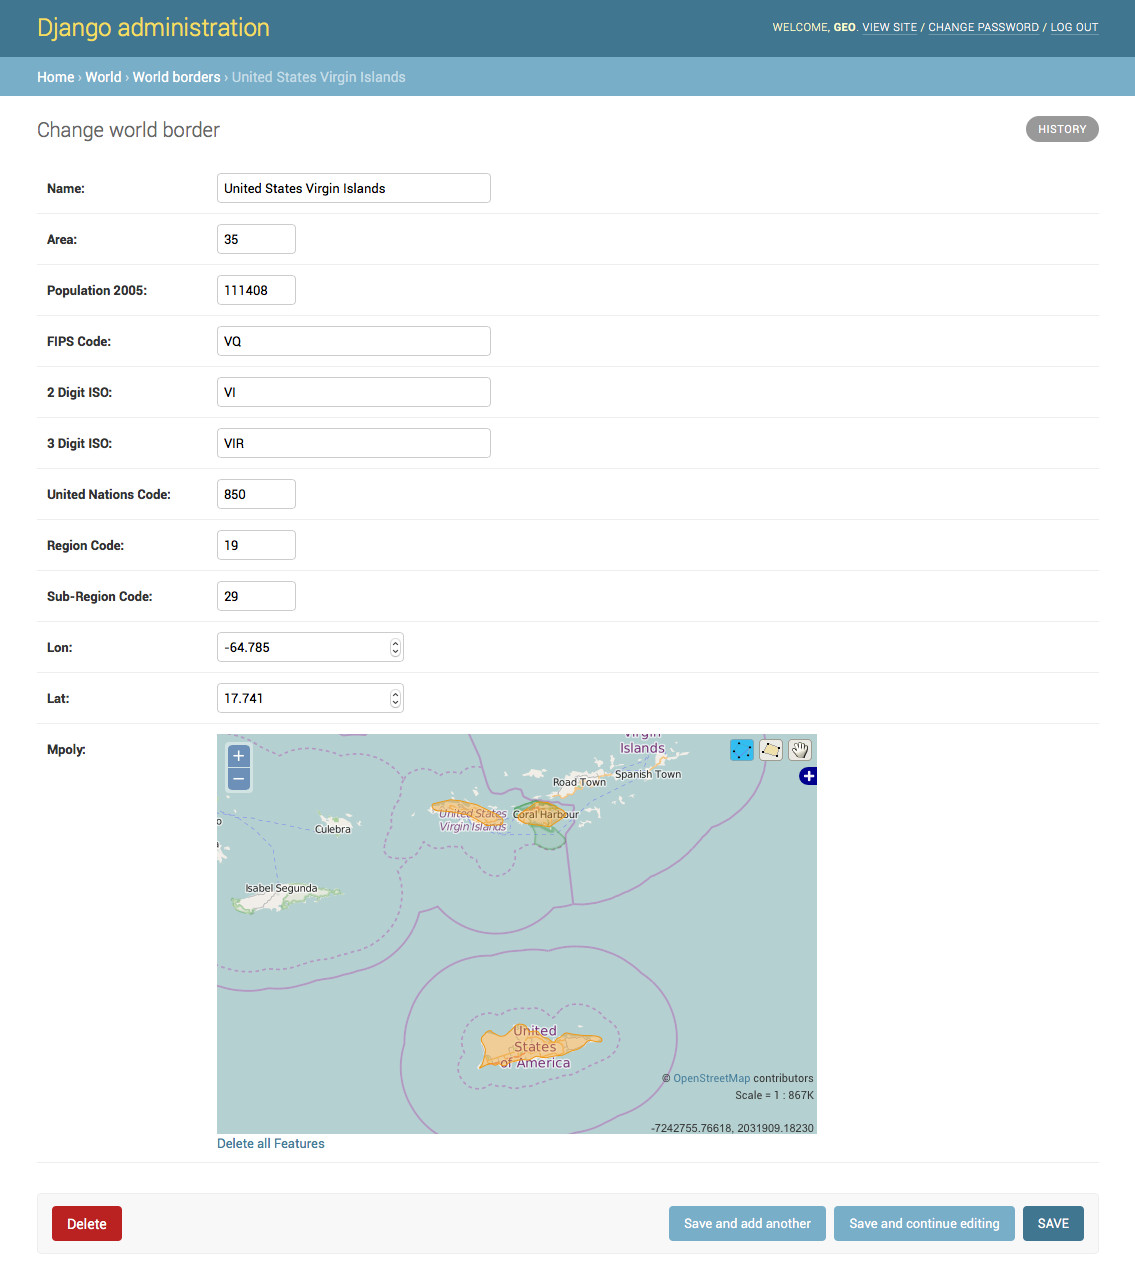 Django administration
WELCOME, GEO. VIEW SITE / CHANGE PASSWORD / LOG OUT
Home › World › World borders › United States Virgin Islands
Change world border
HISTORY
Name: United States Virgin Islands
Area: 35
Population 2005: 111408
FIPS Code: VQ
2 Digit ISO: VI
3 Digit ISO: VIR
United Nations Code: 850
Region Code: 19
Sub-Region Code: 29
Lon: -64.785
Lat: 17.741
Mpoly:
+
−
Islands
Spanish Town
Road Town
United States
Virgin Islands
Coral Harbour
Culebra
Isabel Segunda
United
States
of America
© OpenStreetMap contributors
Scale = 1 : 867K
-7242755.76618, 2031909.18230
Delete all Features
Delete
Save and add another
Save and continue editing
SAVE